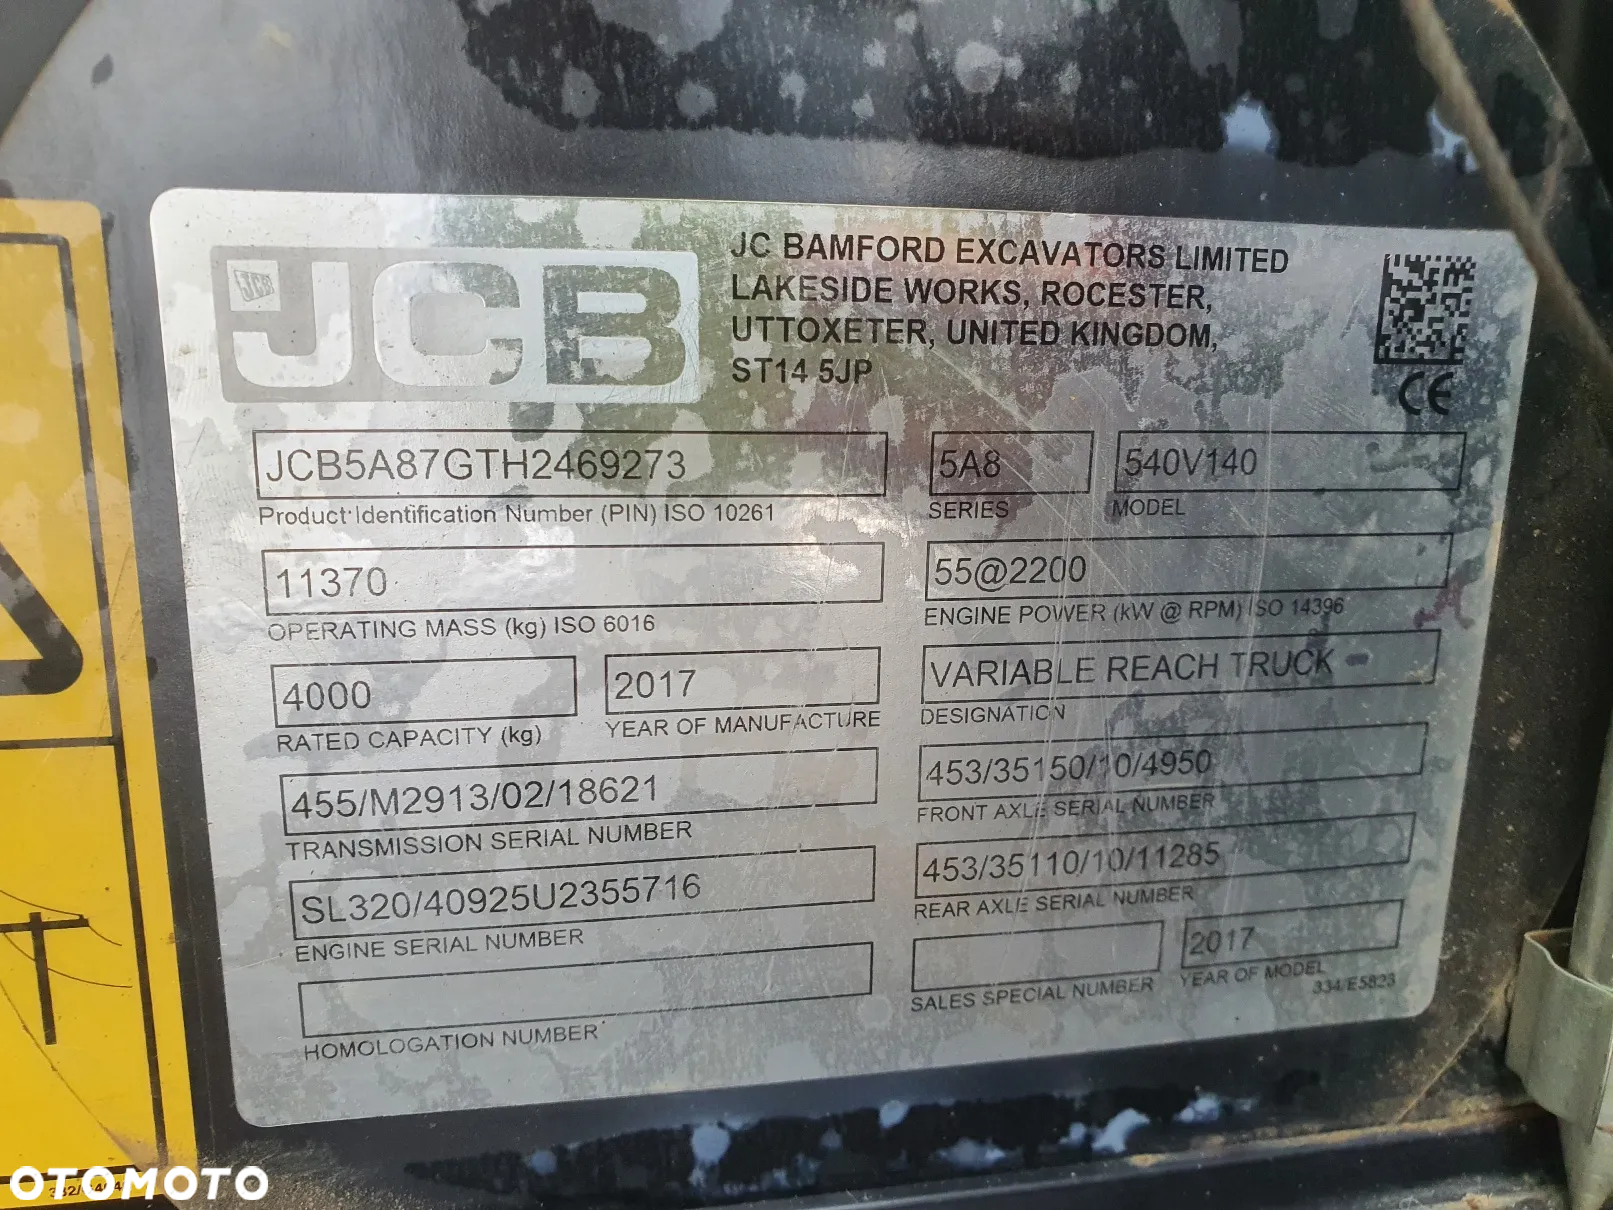 JCB
JCB
JC BAMFORD EXCAVATORS LIMITED
LAKESIDE WORKS, ROCESTER,
UTTOXETER, UNITED KINGDOM,
ST14 5JP
CE
JCB5A87GTH2469273
Product Identification Number (PIN) ISO 10261
5A8
SERIES
540V140
MODEL
11370
OPERATING MASS (kg) ISO 6016
55@2200
ENGINE POWER (kW @ RPM) ISO 14396
4000
RATED CAPACITY (kg)
2017
YEAR OF MANUFACTURE
VARIABLE REACH TRUCK
DESIGNATION
455/M2913/02/18621
TRANSMISSION SERIAL NUMBER
453/35150/10/4950
FRONT AXLE SERIAL NUMBER
SL320/40925U2355716
ENGINE SERIAL NUMBER
453/35110/10/11285
REAR AXLE SERIAL NUMBER
HOMOLOGATION NUMBER
SALES SPECIAL NUMBER
2017
YEAR OF MODEL
334/E5823
OTOMOTO